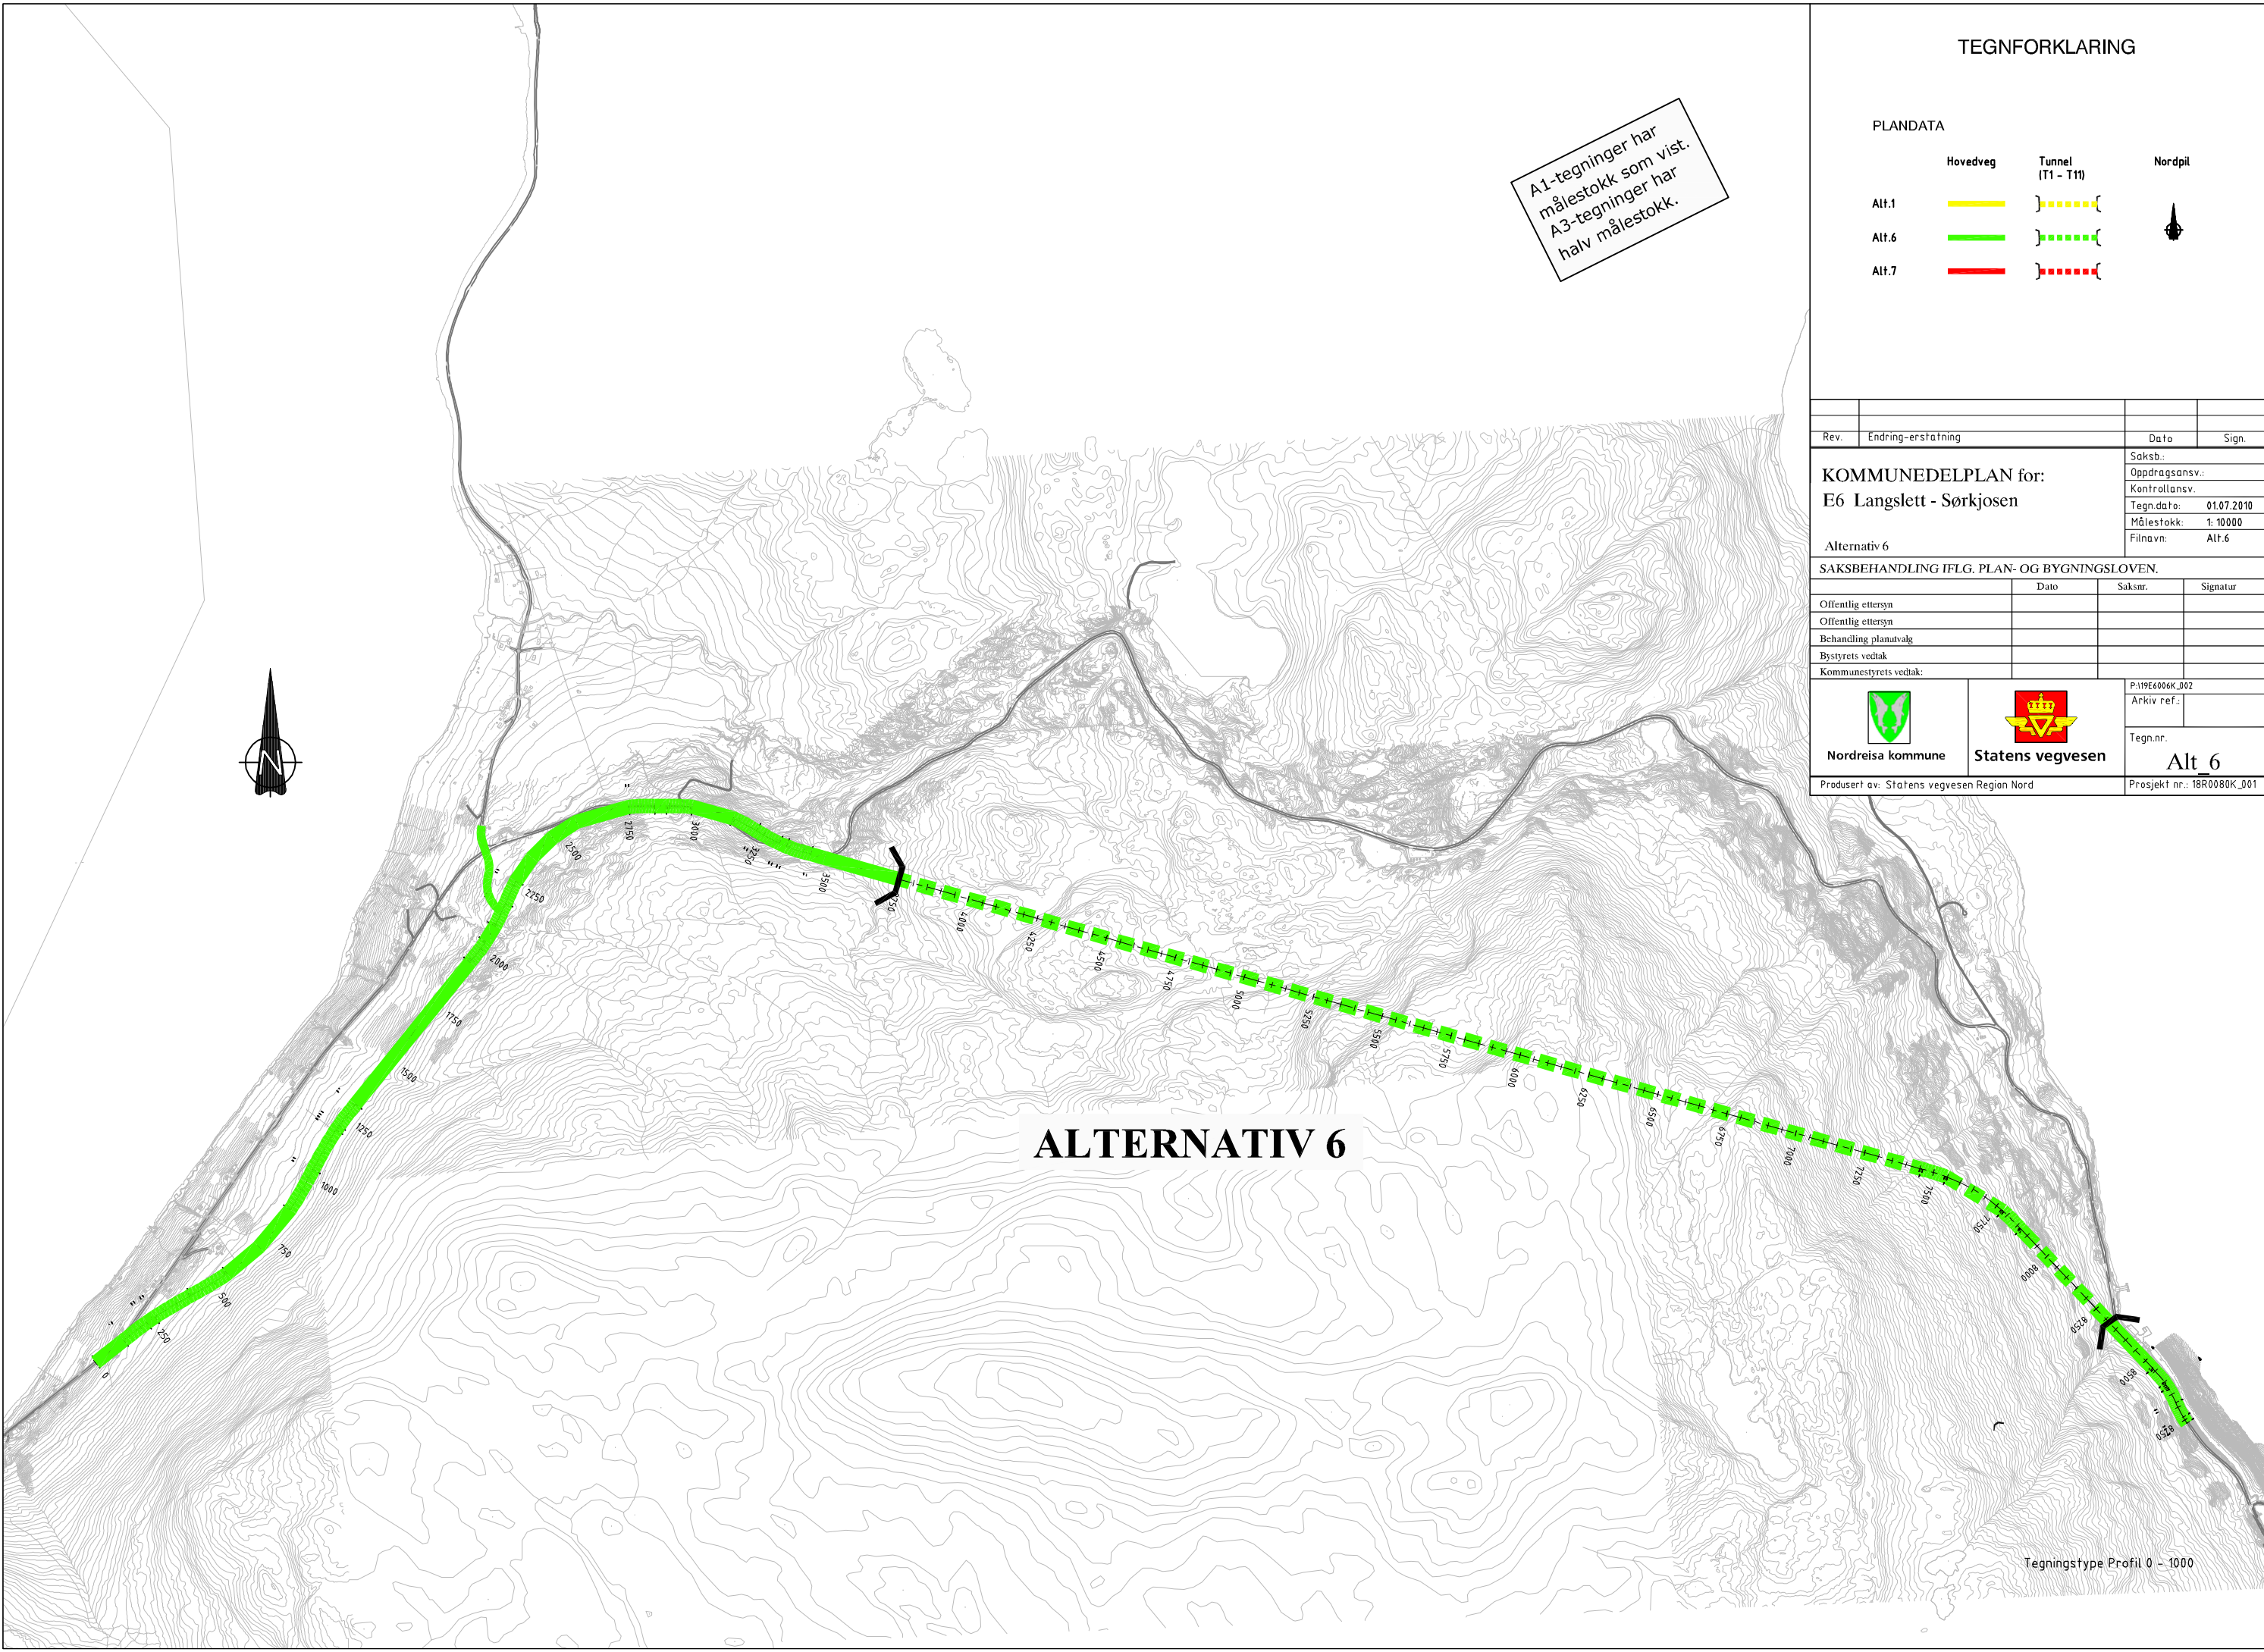 TEGNFORKLARING
PLANDATA
Hovedveg
Tunnel
(T1 - T11)
Nordpil
Alt.1
Alt.6
Alt.7
A1-tegninger har
målestokk som vist.
A3-tegninger har
halv målestokk.
Rev.
Endring-erstatning
Dato
Sign.
KOMMUNEDELPLAN for:
E6 Langslett - Sørkjosen
Alternativ 6
Saksb.:
Oppdragsansv.:
Kontrollansv.
Tegn.dato: 01.07.2010
Målestokk: 1: 10000
Filnavn: Alt.6
SAKSBEHANDLING IFLG. PLAN- OG BYGNINGSLOVEN.
Dato
Saksnr.
Signatur
Offentlig ettersyn
Offentlig ettersyn
Behandling planutvalg
Bystyrets vedtak
Kommunestyrets vedtak:
Nordreisa kommune
Statens vegvesen
P:\19E6006K_002
Arkiv ref.:
Tegn.nr.
Alt_6
Produsert av: Statens vegvesen Region Nord
Prosjekt nr.: 18R0080K_001
N
0
250
500
750
1000
1250
1500
1750
2000
2250
2500
2750
3000
3250
3500
3750
4000
4250
4500
4750
5000
5250
5500
5750
6000
6250
6500
6750
7000
7250
7500
7750
8000
8250
8500
8750
ALTERNATIV 6
Tegningstype Profil 0 - 1000